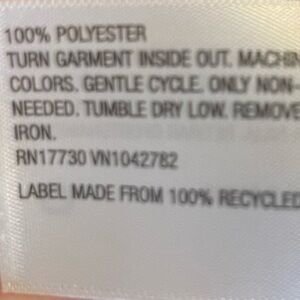 100% POLYESTER
TURN GARMENT INSIDE OUT. MACHIN
COLORS. GENTLE CYCLE. ONLY NON-
NEEDED. TUMBLE DRY LOW. REMOVE
IRON.
RN17730 VN1042782
LABEL MADE FROM 100% RECYCLED